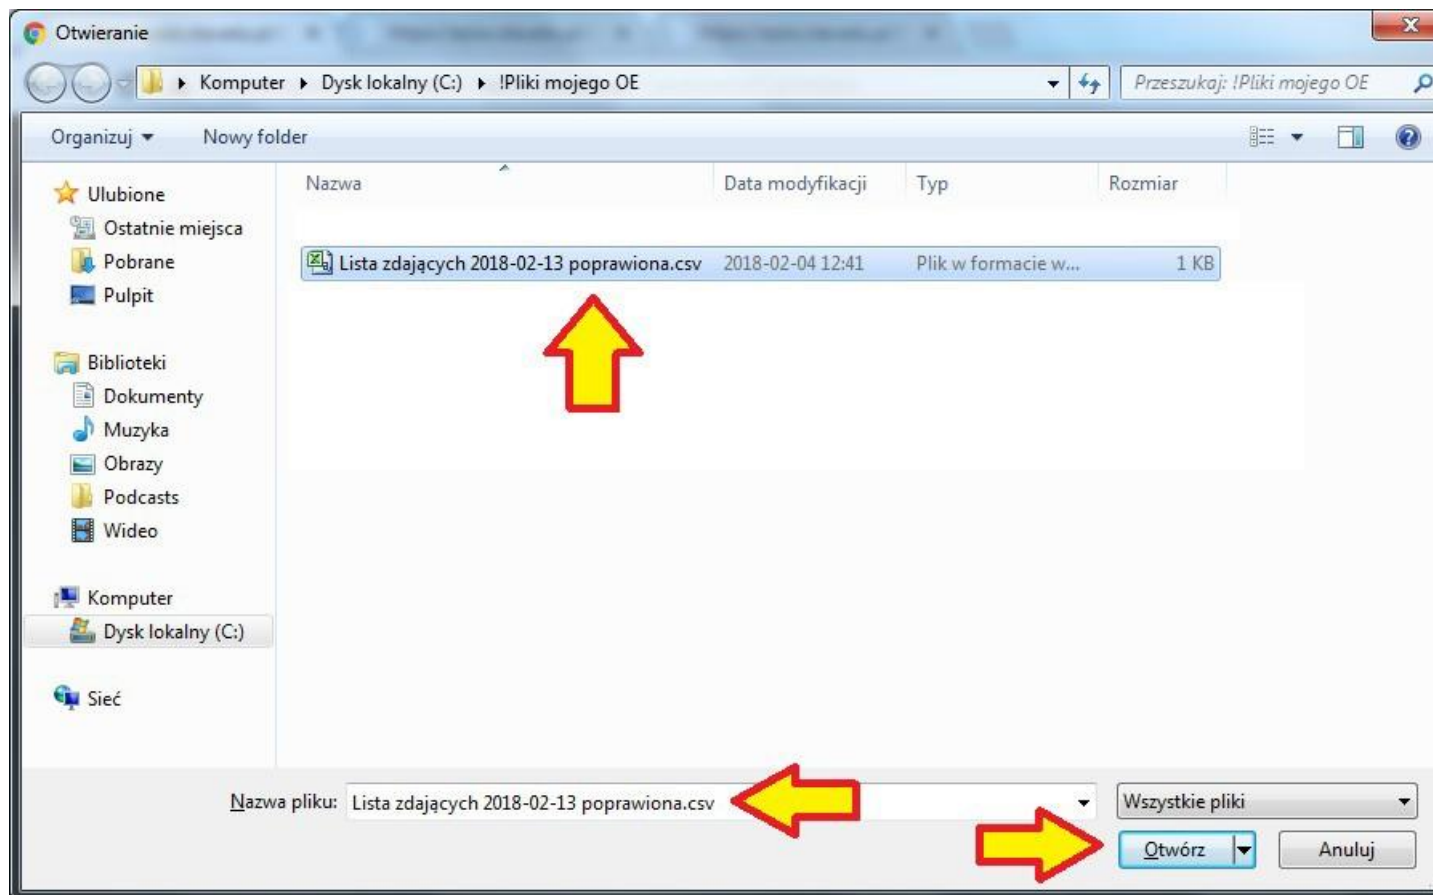 Otwieranie
Komputer Dysk lokalny (C:) !Pliki mojego OE
Przeszukaj: !Pliki mojego OE
Organizuj Nowy folder
Nazwa Data modyfikacji Typ Rozmiar
Lista zdających 2018-02-13 poprawiona.csv 2018-02-04 12:41 Plik w formacie w... 1 KB
Ulubione
Ostatnie miejsca
Pobrane
Pulpit
Biblioteki
Dokumenty
Muzyka
Obrazy
Podcasts
Wideo
Komputer
Dysk lokalny (C:)
Sieć
Nazwa pliku: Lista zdających 2018-02-13 poprawiona.csv
Wszystkie pliki
Otwórz Anuluj